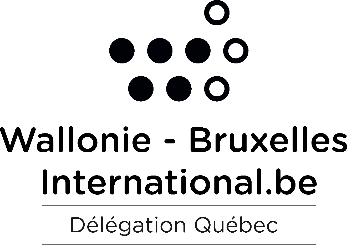 Wallonie - Bruxelles
International.be
Délégation Québec